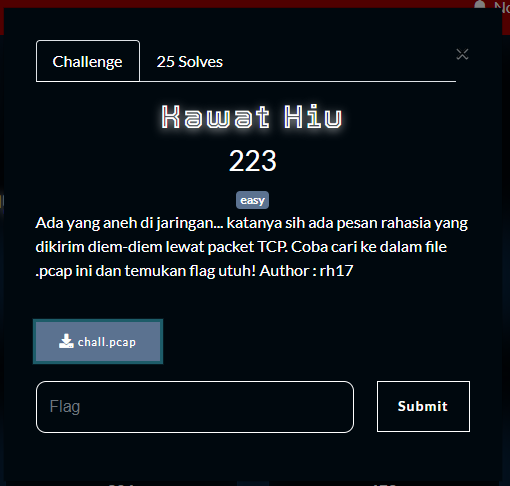 No
Challenge
25 Solves
Kawat Hiu
223
easy
Ada yang aneh di jaringan... katanya sih ada pesan rahasia yang
dikirim diem-diem lewat packet TCP. Coba cari ke dalam file
.pcap ini dan temukan flag utuh! Author : rh17
chall.pcap
Flag
Submit